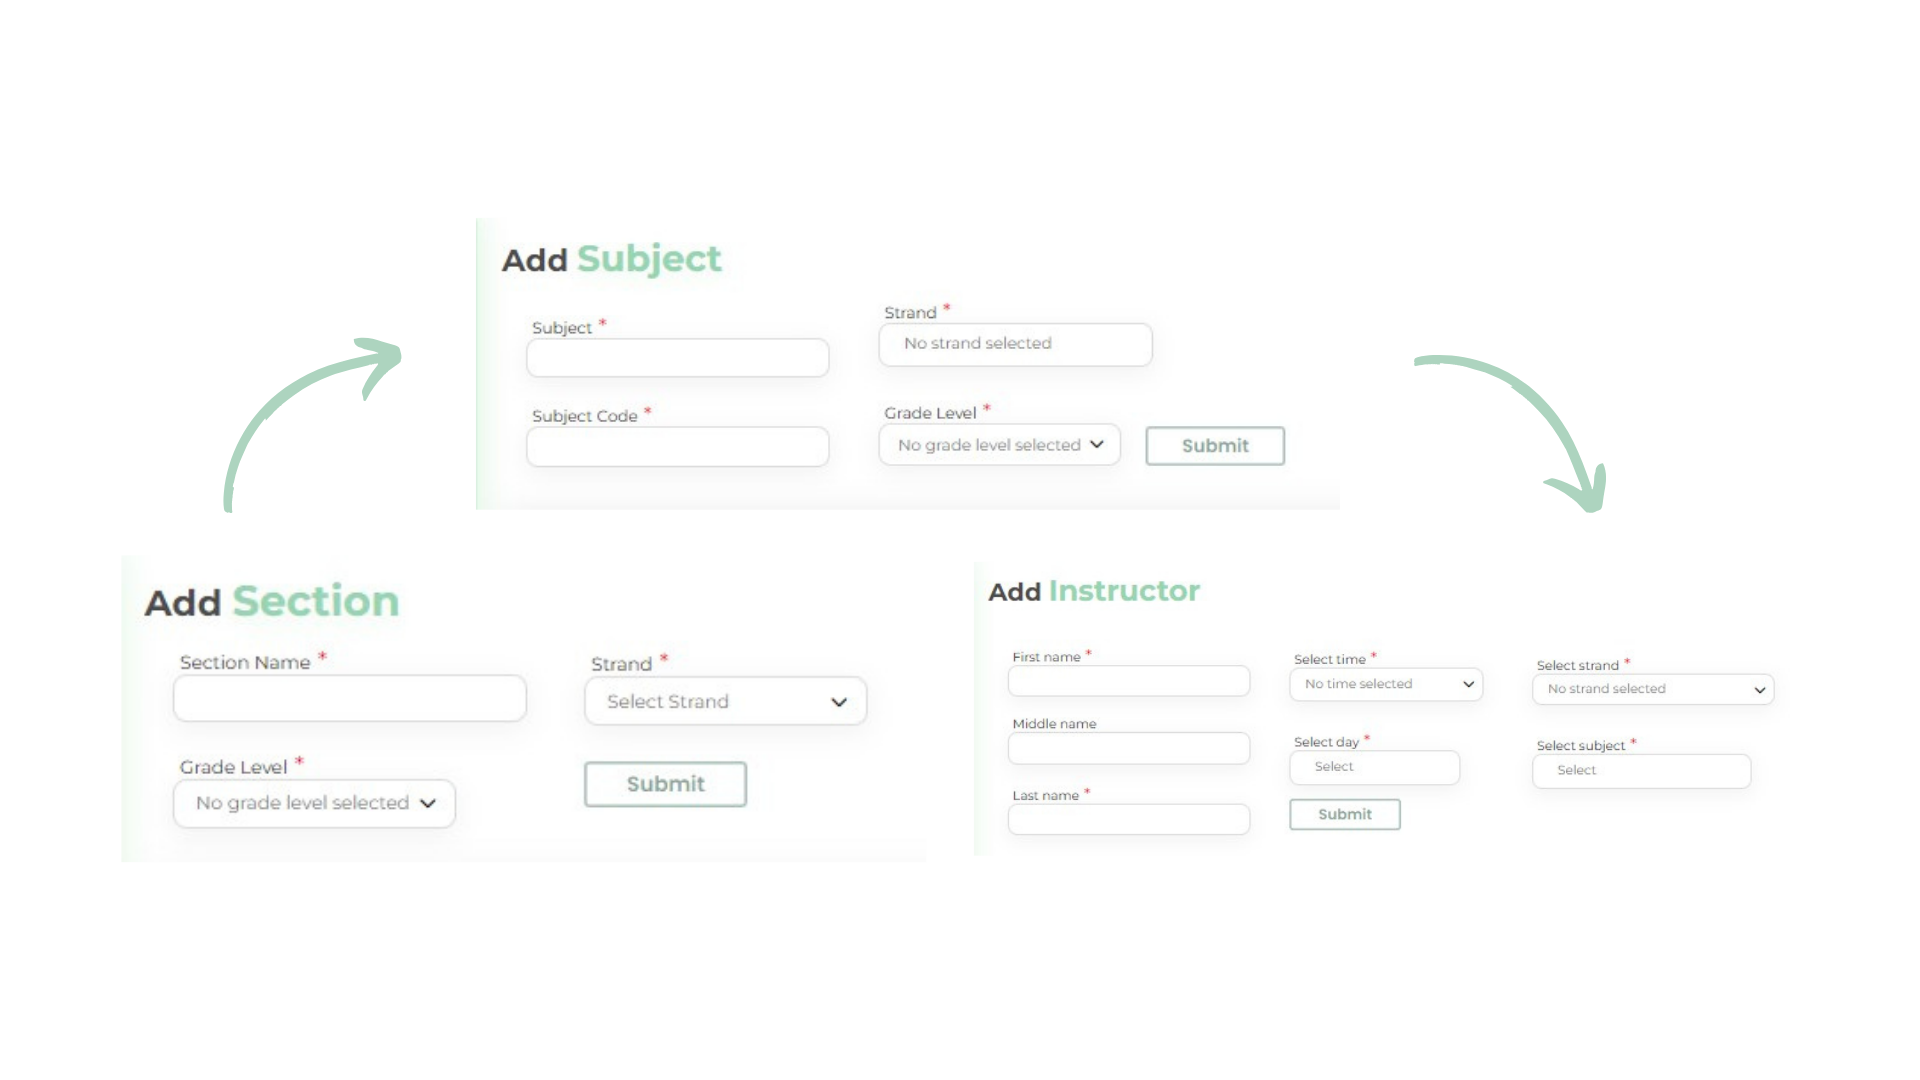 Add Subject
Subject *
Strand *
No strand selected
Subject Code *
Grade Level *
No grade level selected
Submit
Add Section
Section Name *
Strand *
Select Strand
Grade Level *
No grade level selected
Submit
Add Instructor
First name *
Select time *
No time selected
Select strand *
No strand selected
Middle name
Select day *
Select
Select subject *
Select
Last name *
Submit